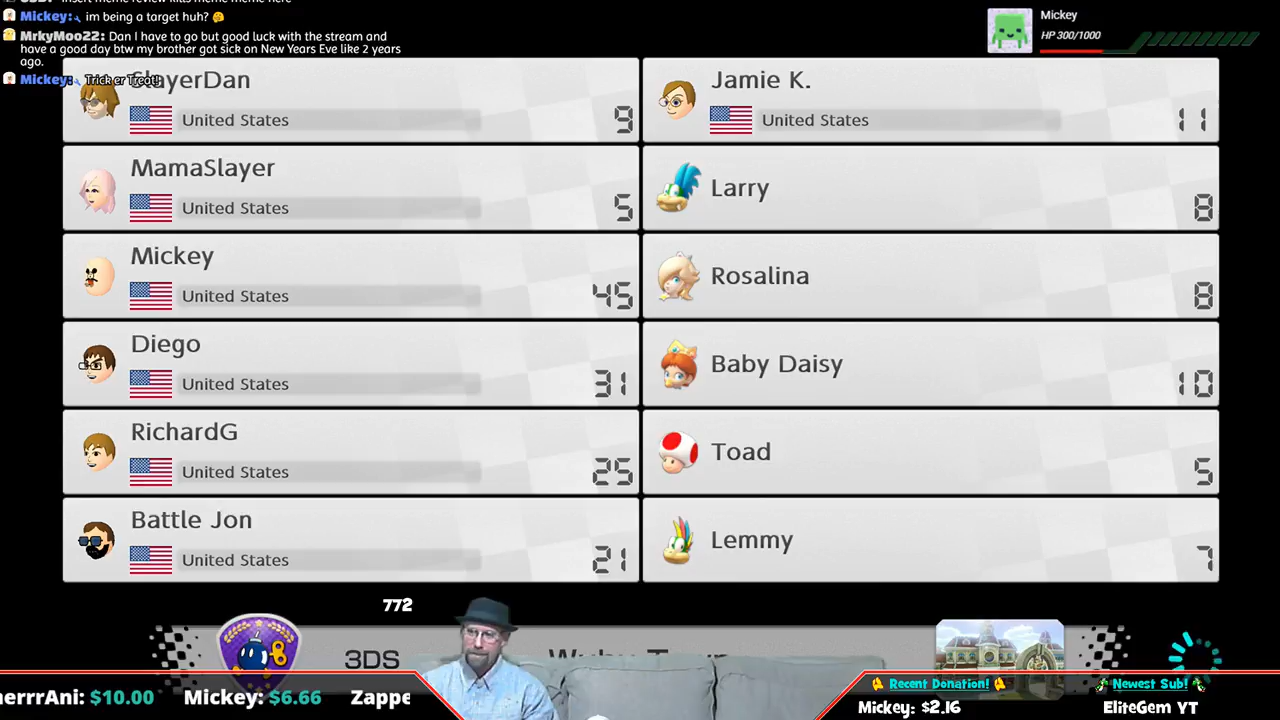 Mickey: im being a target huh? 🤔
MrkyMoo22: Dan I have to go but good luck with the stream and
have a good day btw my brother got sick on New Years Eve like 2 years
ago.
Mickey: Trick er Treat!
SlayerDan
United States
9
MamaSlayer
United States
5
Mickey
United States
45
Diego
United States
31
RichardG
United States
25
Battle Jon
United States
21
Mickey
HP 300/1000
Jamie K.
United States
11
Larry
8
Rosalina
8
Baby Daisy
10
Toad
5
Lemmy
7
772
3DS
nerrrAni: $10.00 Mickey: $6.66 Zappe
Recent Donation!
Mickey: $2.16
Newest Sub!
EliteGem YT